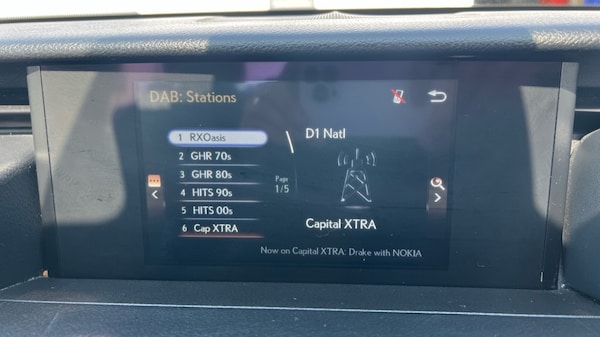 DAB: Stations
1 RXOasis
2 GHR 70s
3 GHR 80s
4 HITS 90s
5 HITS 00s
6 Cap XTRA
Page
1/5
D1 Natl
Capital XTRA
Now on Capital XTRA: Drake with NOKIA